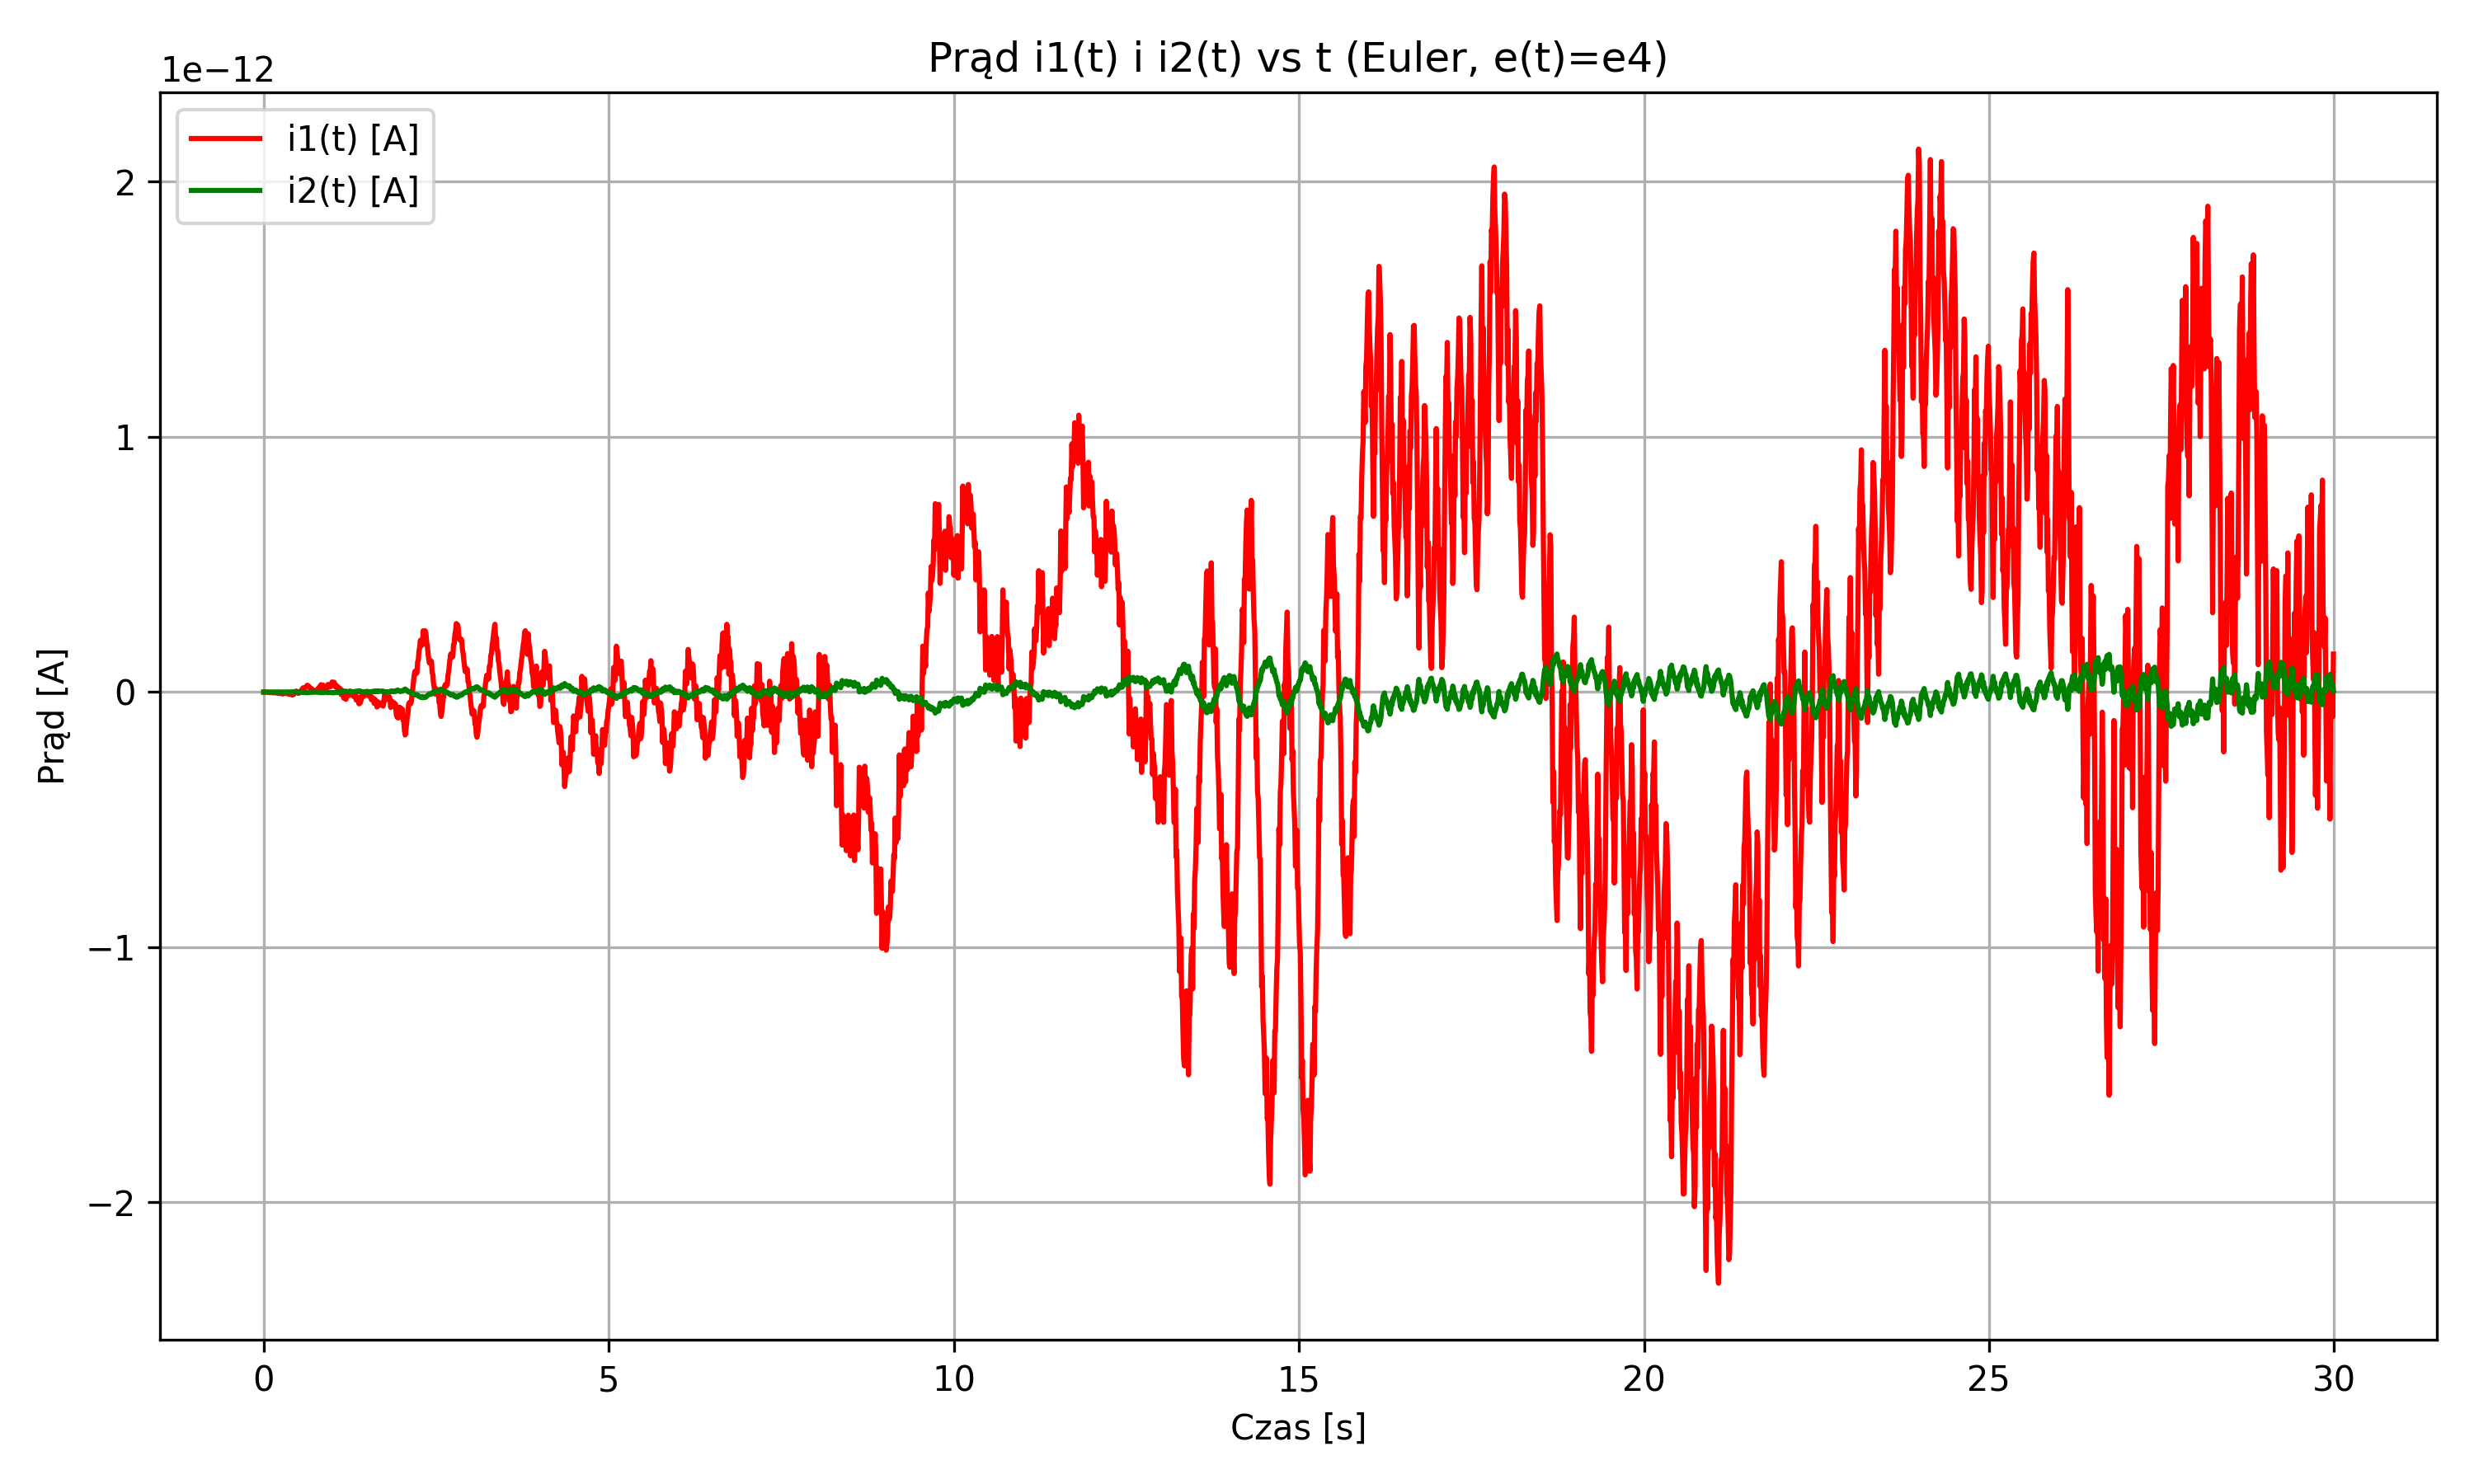 Prąd i1(t) i i2(t) vs t (Euler, e(t)=e4)
1e−12
i1(t) [A]
i2(t) [A]
2
1
0
−1
−2
Prąd [A]
0 5 10 15 20 25 30
Czas [s]